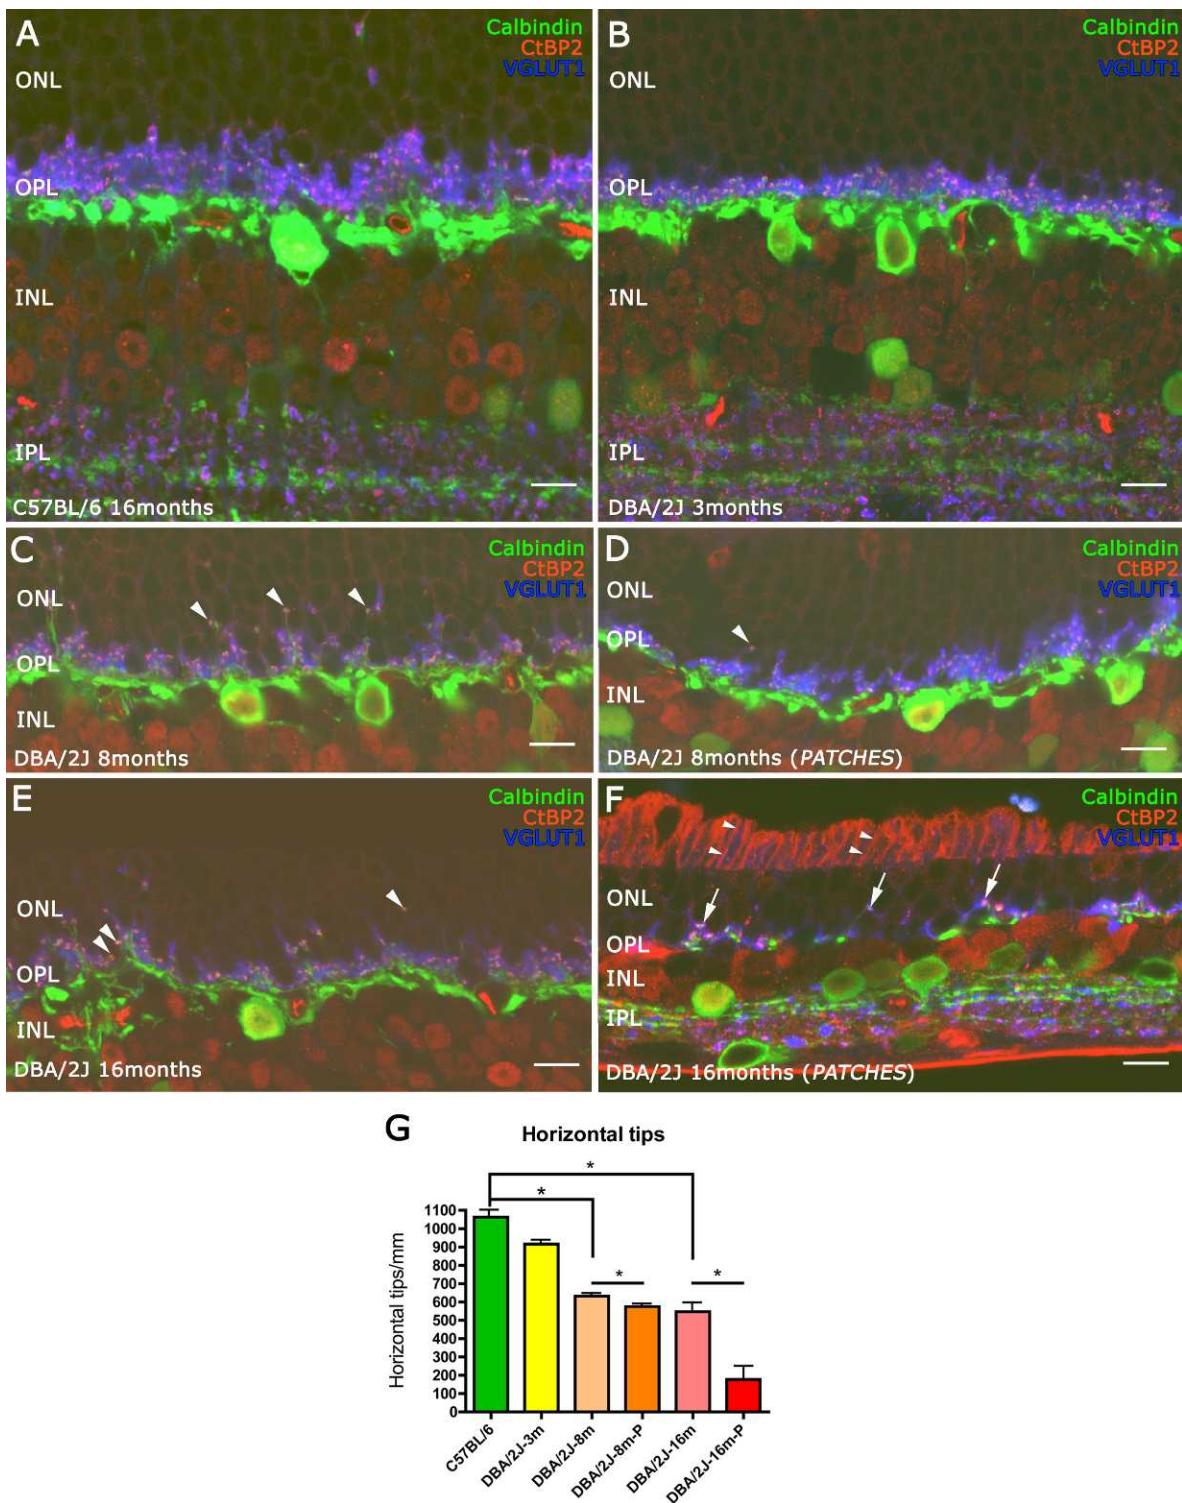 A
Calbindin
CtBP2
VGLUT1
ONL
OPL
INL
IPL
C57BL/6 16months
B
Calbindin
CtBP2
VGLUT1
ONL
OPL
INL
IPL
DBA/2J 3months
C
Calbindin
CtBP2
VGLUT1
ONL
OPL
INL
DBA/2J 8months
D
Calbindin
CtBP2
VGLUT1
ONL
OPL
INL
DBA/2J 8months (PATCHES)
E
Calbindin
CtBP2
VGLUT1
ONL
OPL
INL
DBA/2J 16months
F
Calbindin
CtBP2
VGLUT1
ONL
OPL
INL
IPL
DBA/2J 16months (PATCHES)
G
Horizontal tips
*
*
*
*
Horizontal tips/mm
1100
1000
900
800
700
600
500
400
300
200
100
0
C57BL/6
DBA/2J-3m
DBA/2J-8m
DBA/2J-8m-P
DBA/2J-16m
DBA/2J-16m-P